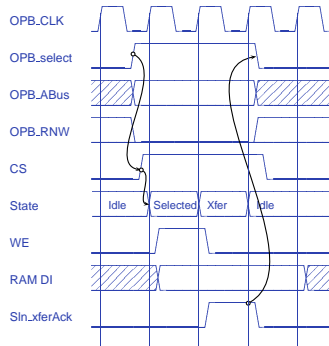 OPB_CLK
OPB_select
OPB_ABus
OPB_RNW
CS
State Idle Selected Xfer Idle
WE
RAM DI
Sln_xferAck